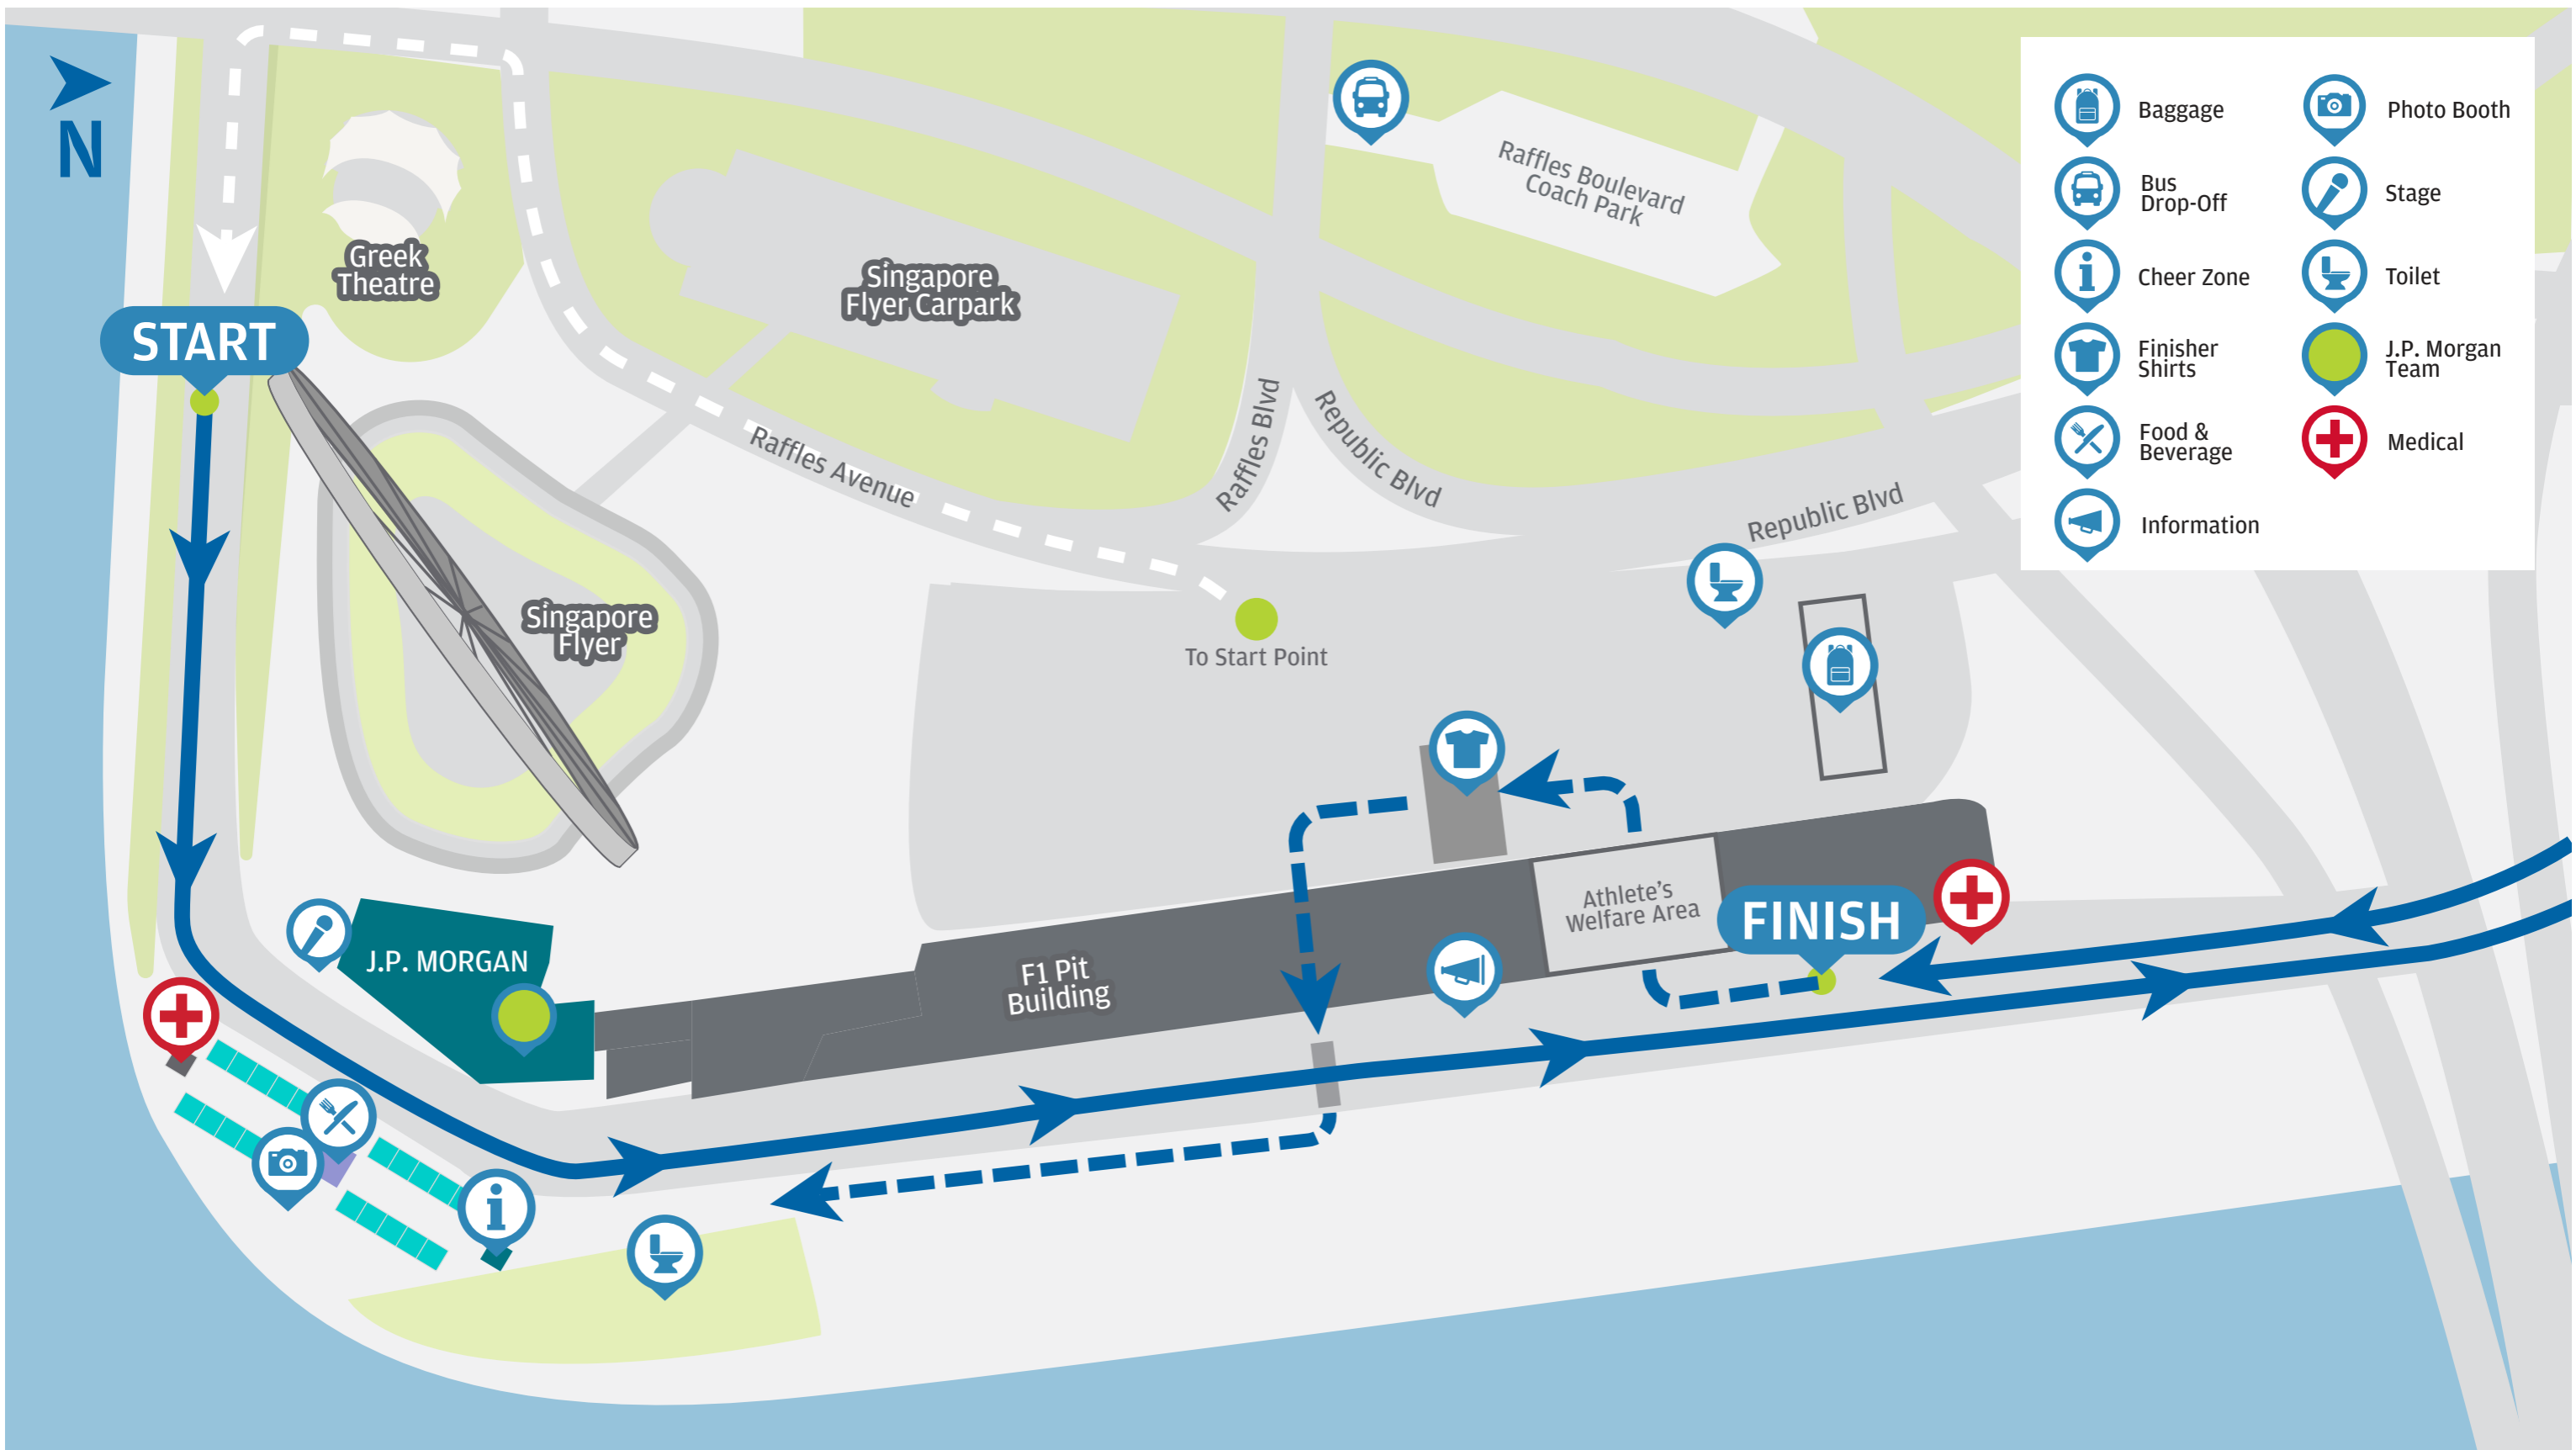 N
START
Greek
Theatre
Singapore
Flyer Carpark
Raffles Boulevard
Coach Park
Raffles Avenue
Raffles Blvd
Republic Blvd
Republic Blvd
Singapore
Flyer
To Start Point
J.P. MORGAN
F1 Pit
Building
Athlete's
Welfare Area
FINISH
Baggage
Bus
Drop-Off
Cheer Zone
Finisher
Shirts
Food &
Beverage
Information
Photo Booth
Stage
Toilet
J.P. Morgan
Team
Medical